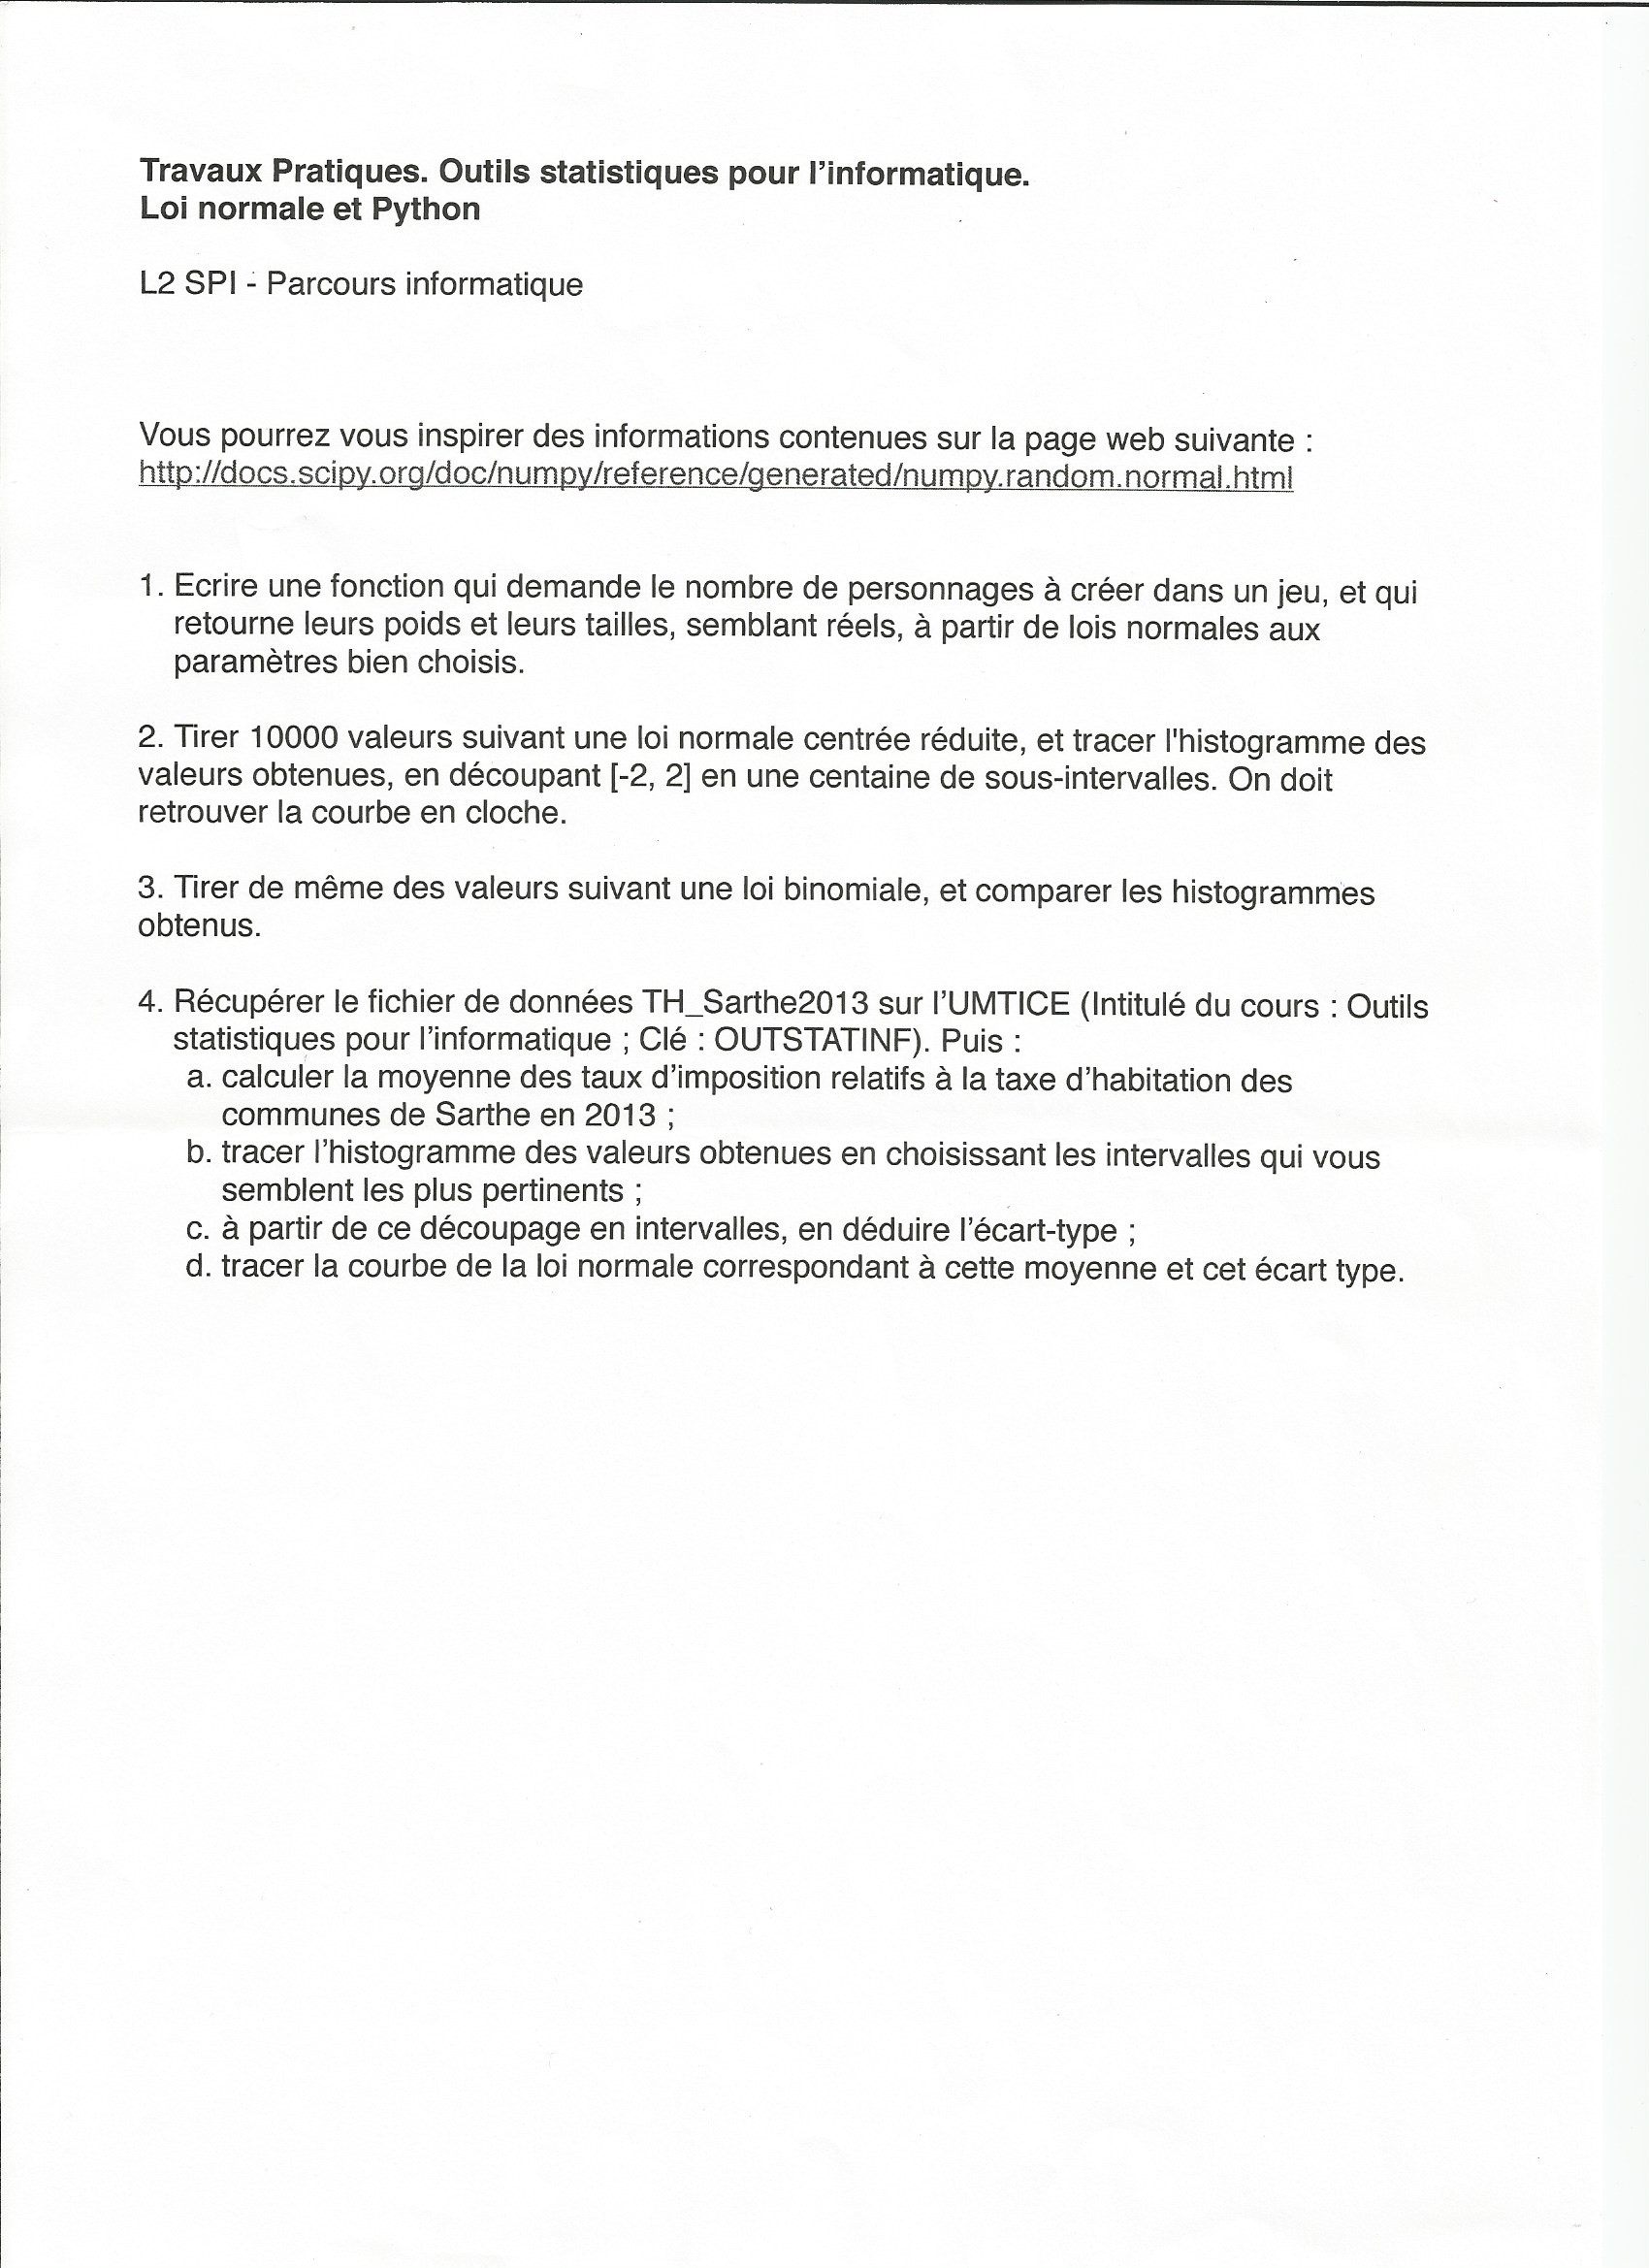 Travaux Pratiques. Outils statistiques pour l'informatique.
Loi normale et Python
L2 SPI - Parcours informatique
Vous pourrez vous inspirer des informations contenues sur la page web suivante :
http://docs.scipy.org/doc/numpy/reference/generated/numpy.random.normal.html
1. Ecrire une fonction qui demande le nombre de personnages à créer dans un jeu, et qui
retourne leurs poids et leurs tailles, semblant réels, à partir de lois normales aux
paramètres bien choisis.
2. Tirer 10000 valeurs suivant une loi normale centrée réduite, et tracer l'histogramme des
valeurs obtenues, en découpant [-2, 2] en une centaine de sous-intervalles. On doit
retrouver la courbe en cloche.
3. Tirer de même des valeurs suivant une loi binomiale, et comparer les histogrammes
obtenus.
4. Récupérer le fichier de données TH_Sarthe2013 sur l'UMTICE (Intitulé du cours : Outils
statistiques pour l'informatique ; Clé : OUTSTATINF). Puis :
a. calculer la moyenne des taux d'imposition relatifs à la taxe d'habitation des
communes de Sarthe en 2013 ;
b. tracer l'histogramme des valeurs obtenues en choisissant les intervalles qui vous
semblent les plus pertinents ;
c. à partir de ce découpage en intervalles, en déduire l'écart-type ;
d. tracer la courbe de la loi normale correspondant à cette moyenne et cet écart type.